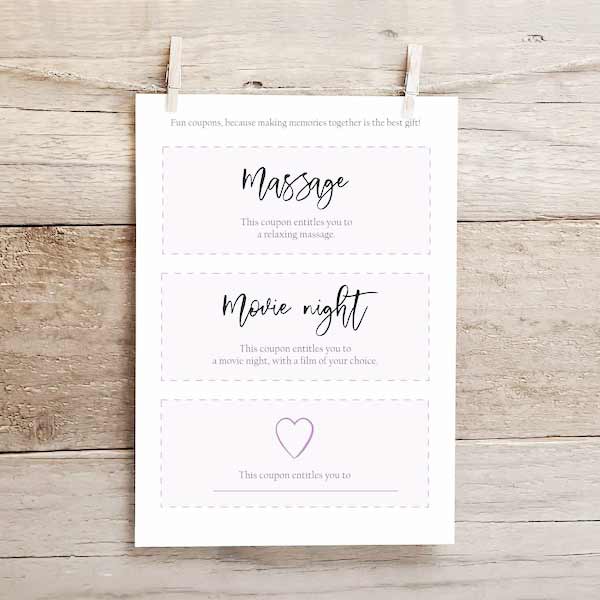 Fun coupons, because making memories together is the best gift!
Massage
This coupon entitles you to
a relaxing massage.
Movie night
This coupon entitles you to
a movie night, with a film of your choice.
This coupon entitles you to